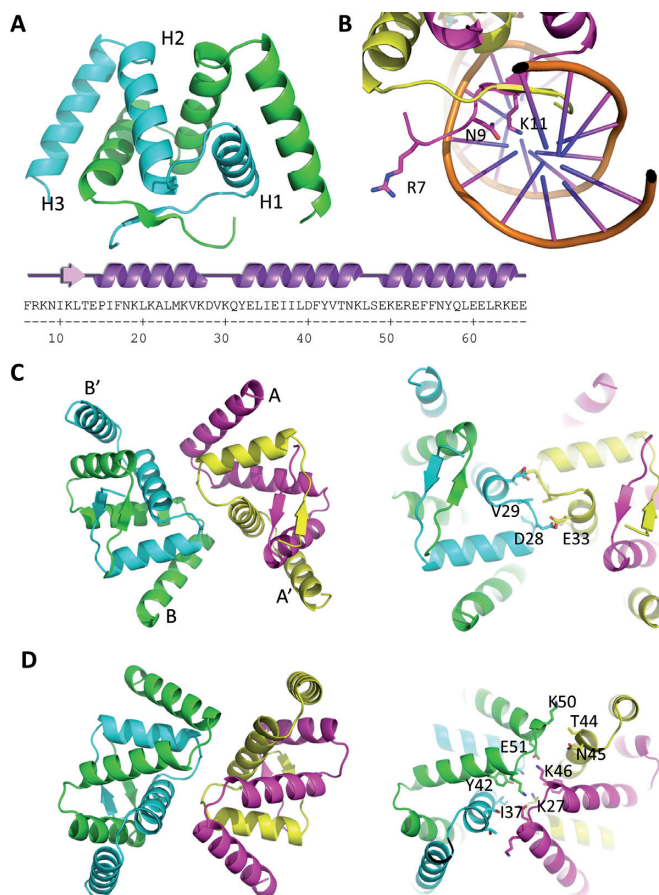 A
H2
H3
H1
B
N9
K11
R7
FRKNIKLTEPIFNKLKALMKVKDVKQYELIEIILDFYVTNKLSEKEREFFNYQLEELRKEE
----+---------+---------+---------+---------+---------+------
10 20 30 40 50 60
C
B'
A
B
A'
V29
D28
E33
D
K50
T44
E51
N45
K46
Y42
I37
K27